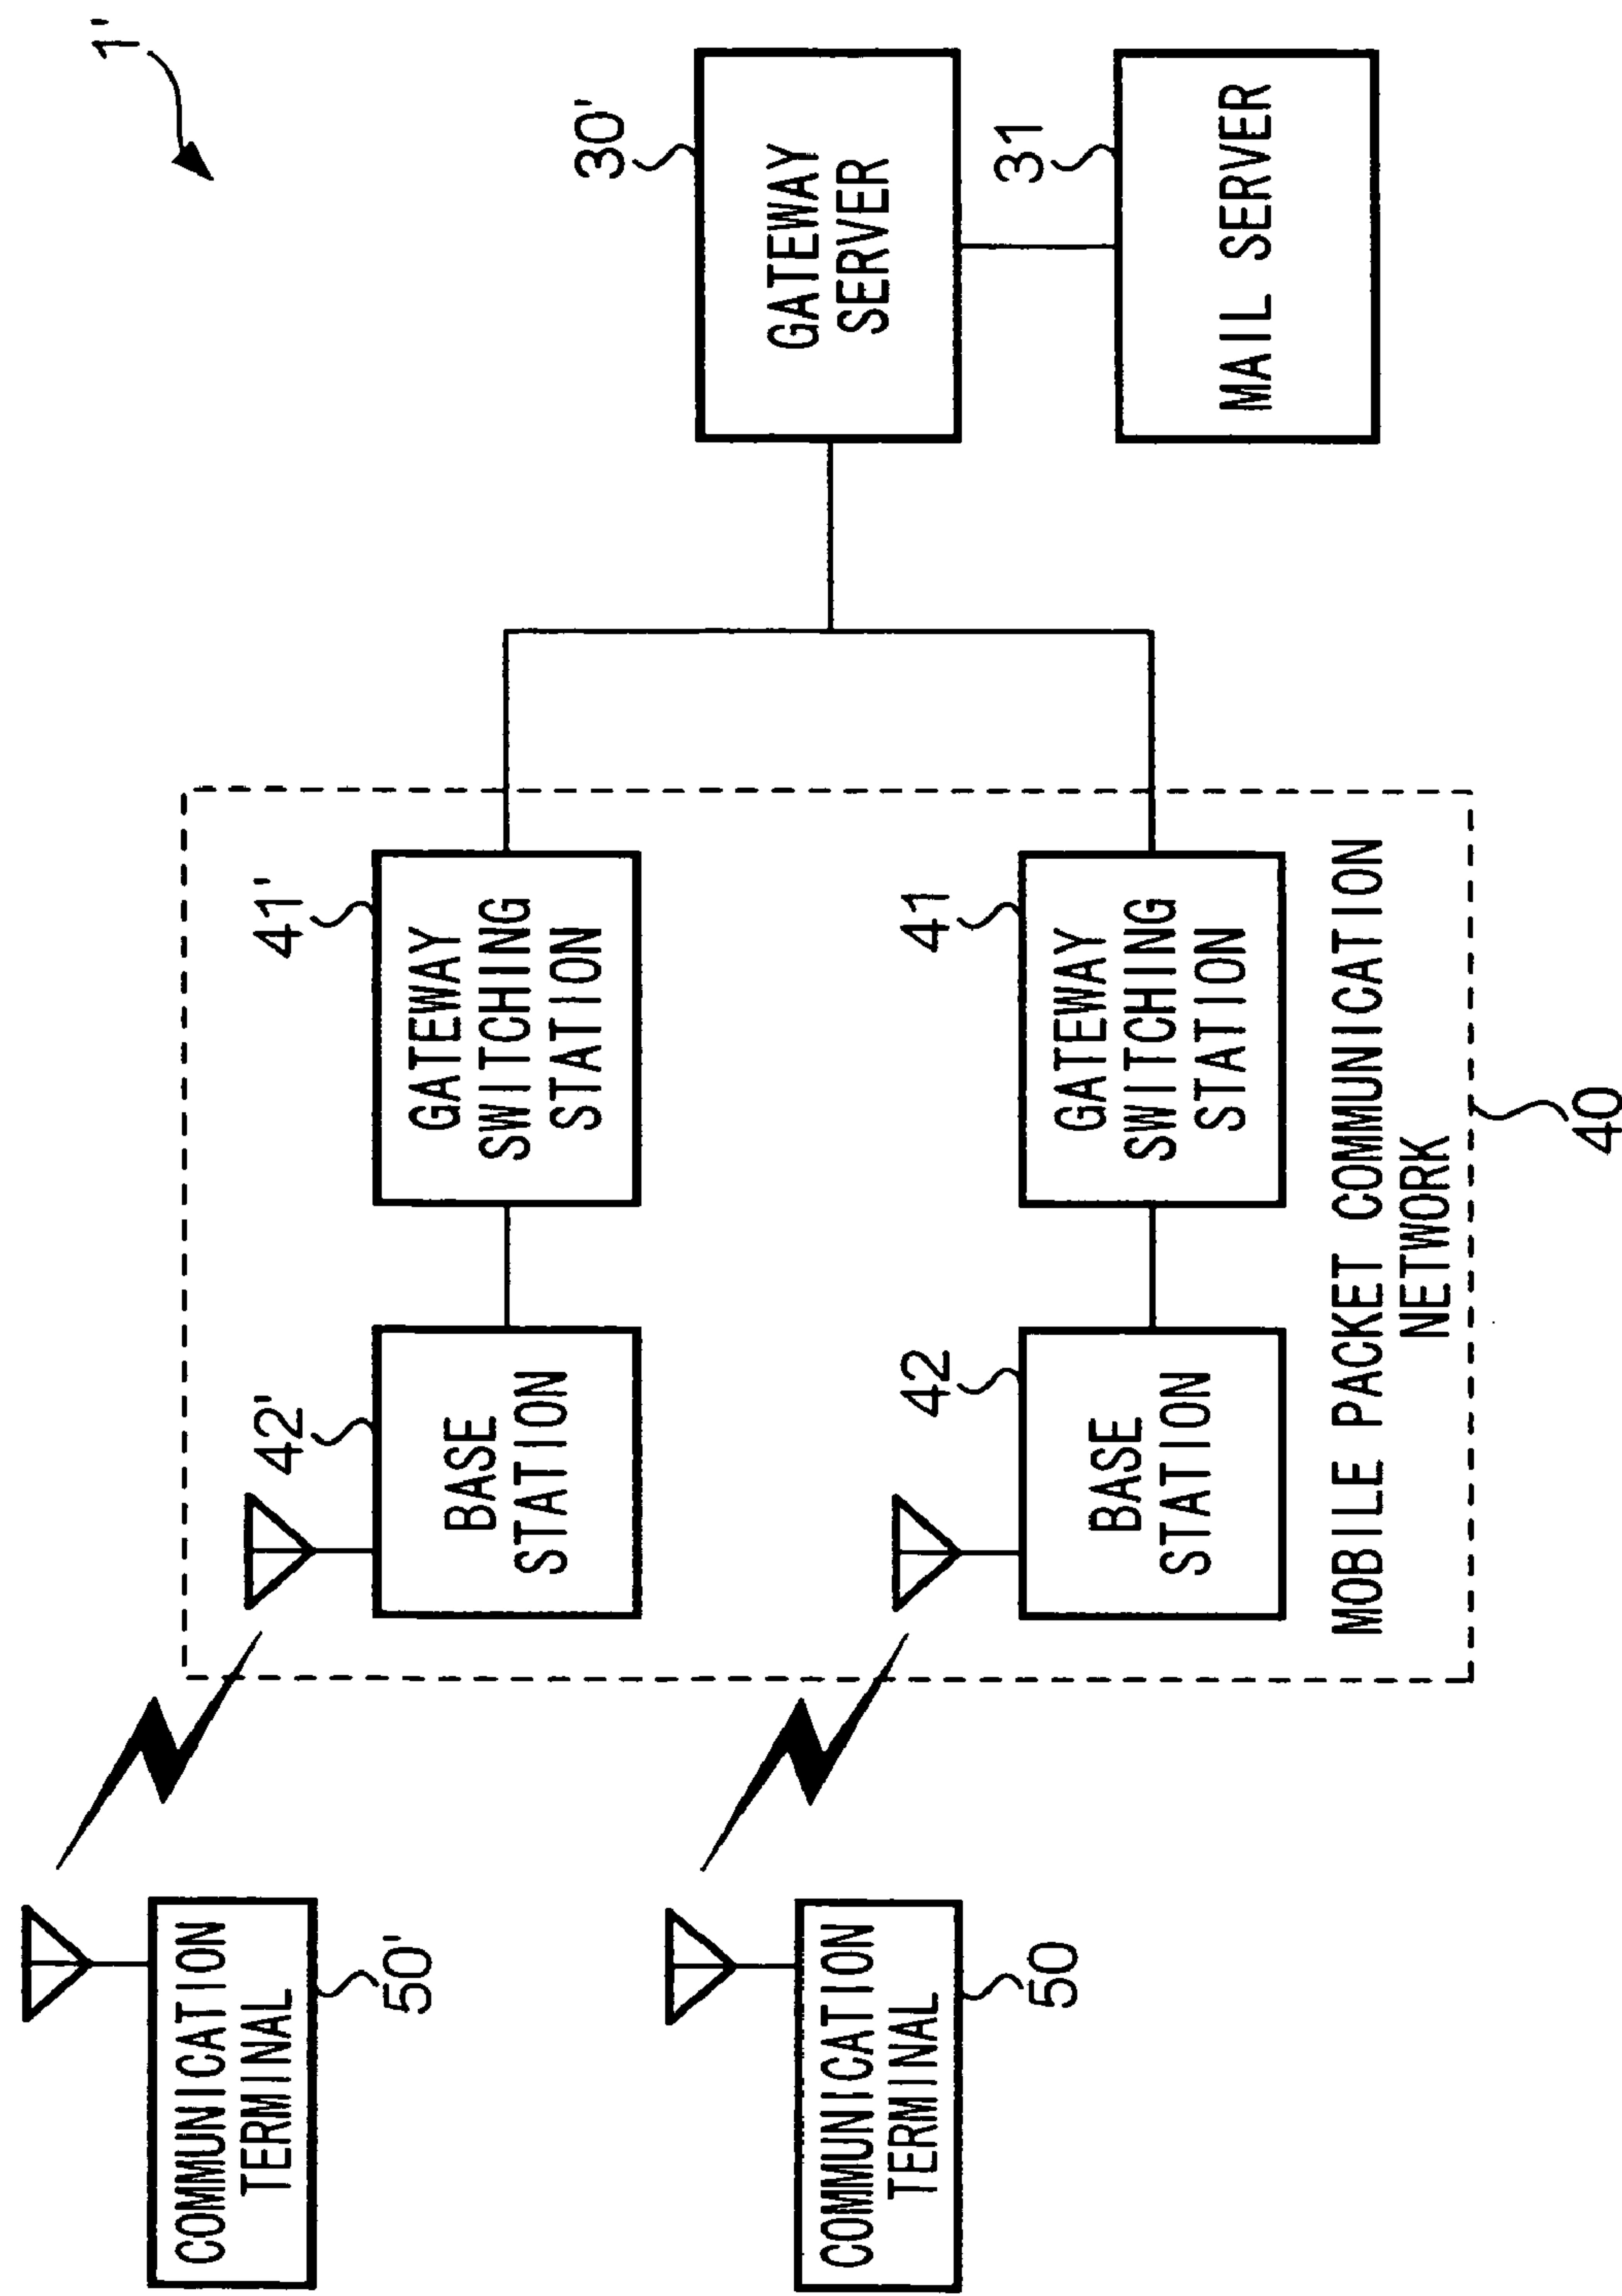 1'
COMMUNICATION
TERMINAL
50'
42'
BASE
STATION
41'
GATEWAY
SWITCHING
STATION
30'
GATEWAY
SERVER
31
MAIL SERVER
COMMUNICATION
TERMINAL
50
42
BASE
STATION
41
GATEWAY
SWITCHING
STATION
MOBILE PACKET COMMUNICATION
NETWORK
40